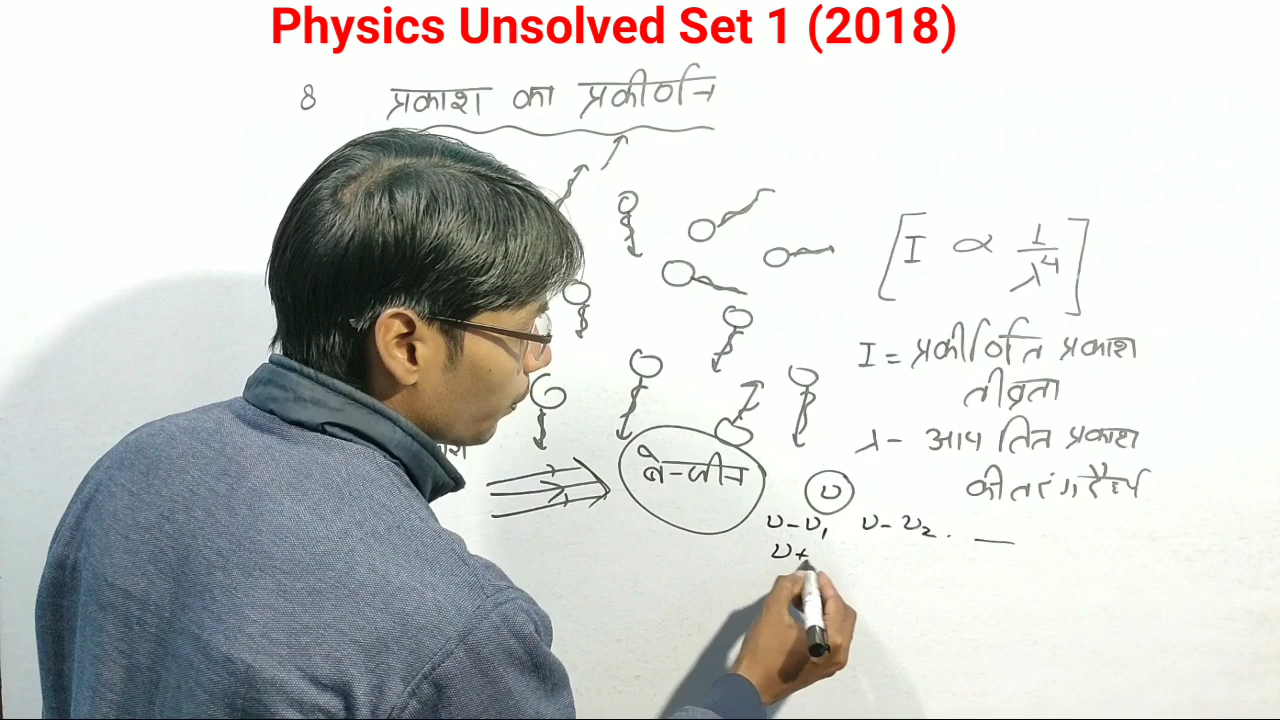 Physics Unsolved Set 1 (2018)
8 प्रकाश का प्रकीर्णन
[I ∝ 1/λ⁴]
I = प्रकीर्णित प्रकाश
तीव्रता
λ - आपतित प्रकाश
की तरंगदैर्ध्य
बेन्जीन
υ
υ-υ₁ υ-υ₂. —
υ+